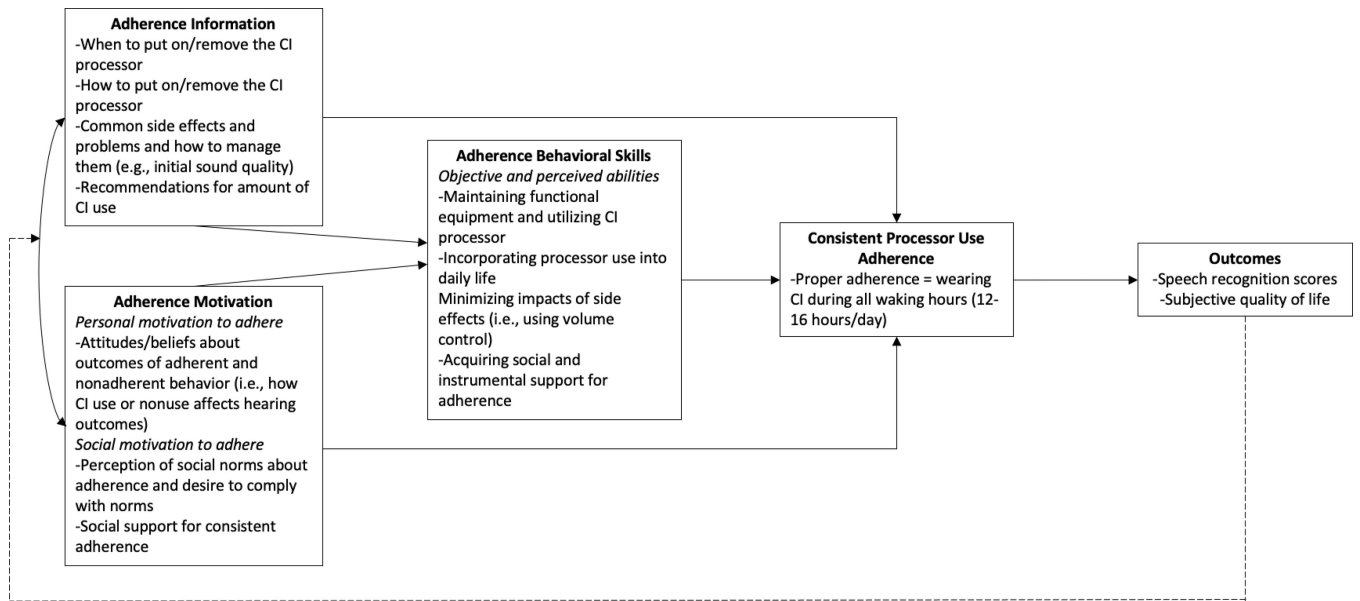 Adherence Information
-When to put on/remove the CI
processor
-How to put on/remove the CI
processor
-Common side effects and
problems and how to manage
them (e.g., initial sound quality)
-Recommendations for amount of
CI use
Adherence Motivation
Personal motivation to adhere
-Attitudes/beliefs about
outcomes of adherent and
nonadherent behavior (i.e., how
CI use or nonuse affects hearing
outcomes)
Social motivation to adhere
-Perception of social norms about
adherence and desire to comply
with norms
-Social support for consistent
adherence
Adherence Behavioral Skills
Objective and perceived abilities
-Maintaining functional
equipment and utilizing CI
processor
-Incorporating processor use into
daily life
Minimizing impacts of side
effects (i.e., using volume
control)
-Acquiring social and
instrumental support for
adherence
Consistent Processor Use
Adherence
-Proper adherence = wearing
CI during all waking hours (12-
16 hours/day)
Outcomes
-Speech recognition scores
-Subjective quality of life